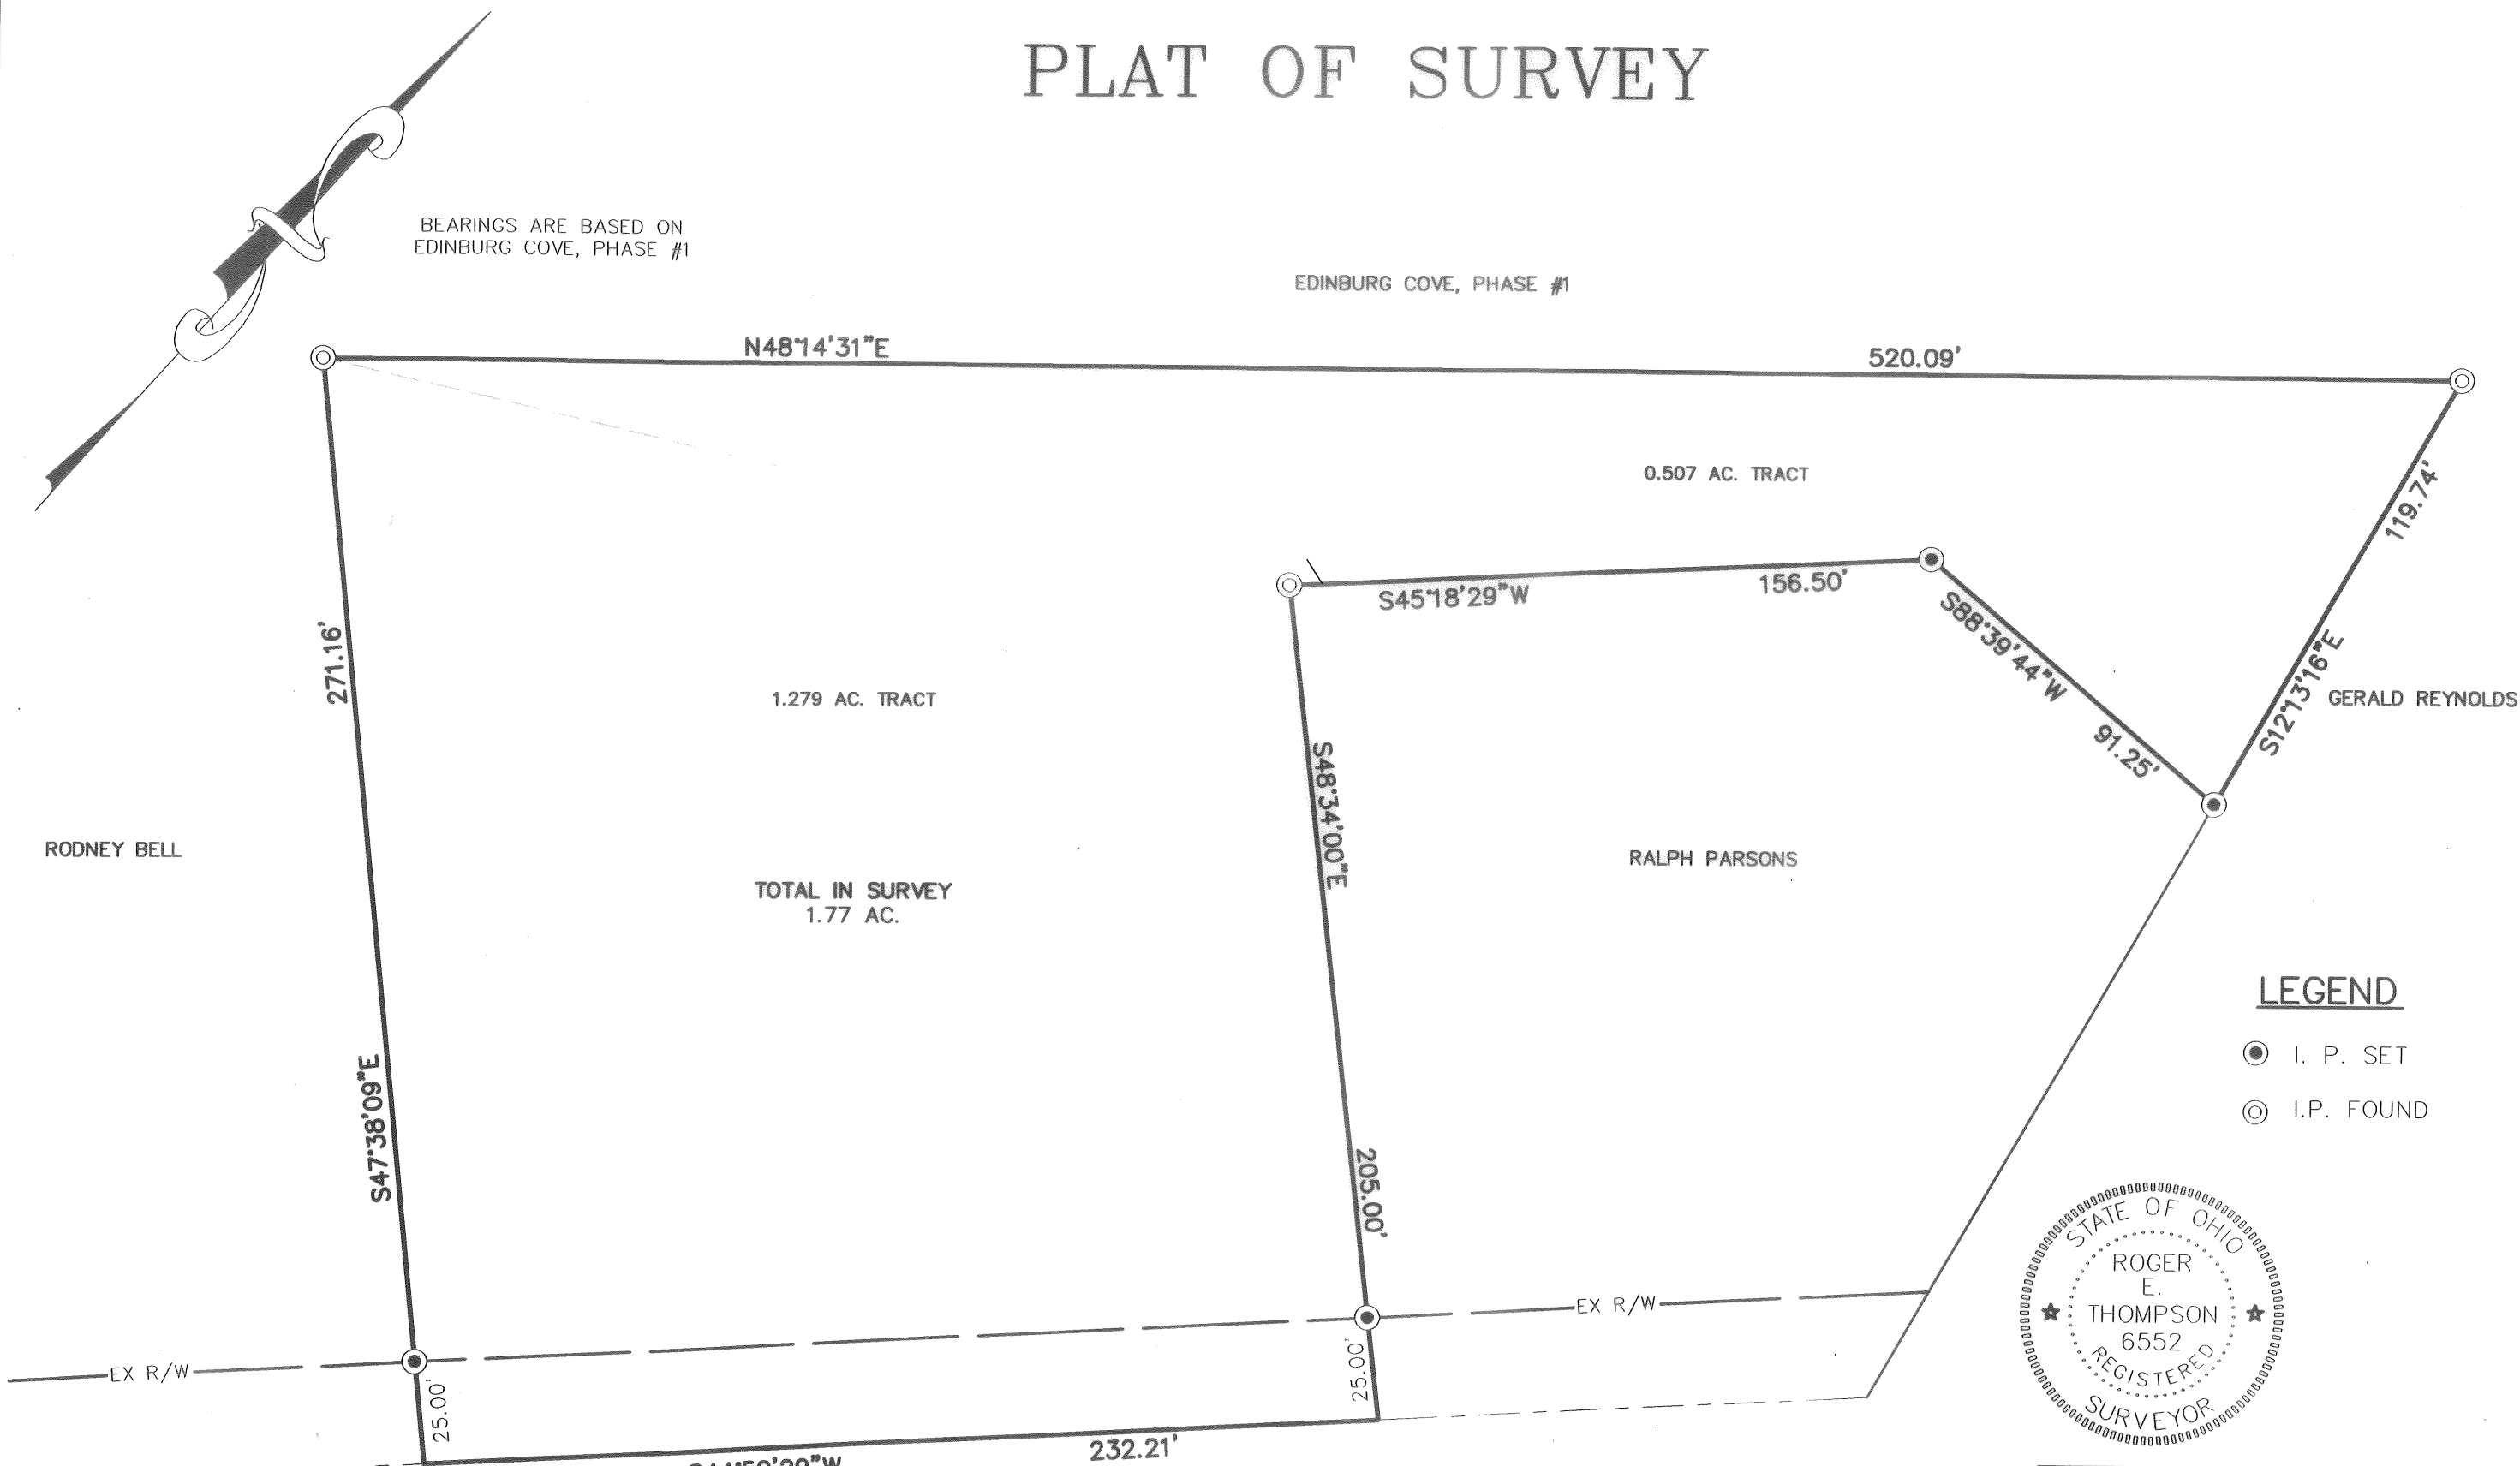 PLAT OF SURVEY
BEARINGS ARE BASED ON
EDINBURG COVE, PHASE #1
EDINBURG COVE, PHASE #1
N48°14'31"E
520.09'
0.507 AC. TRACT
119.74'
S12°13'16"E
GERALD REYNOLDS
S45°18'29"W
156.50'
S88°39'44"W
91.25'
271.16'
S47°38'09"E
1.279 AC. TRACT
S48°34'00"E
205.00'
RODNEY BELL
RALPH PARSONS
TOTAL IN SURVEY
1.77 AC.
LEGEND
I. P. SET
I.P. FOUND
EX R/W
EX R/W
25.00'
25.00'
232.21'
STATE OF OHIO
ROGER
E.
THOMPSON
6552
REGISTERED
SURVEYOR